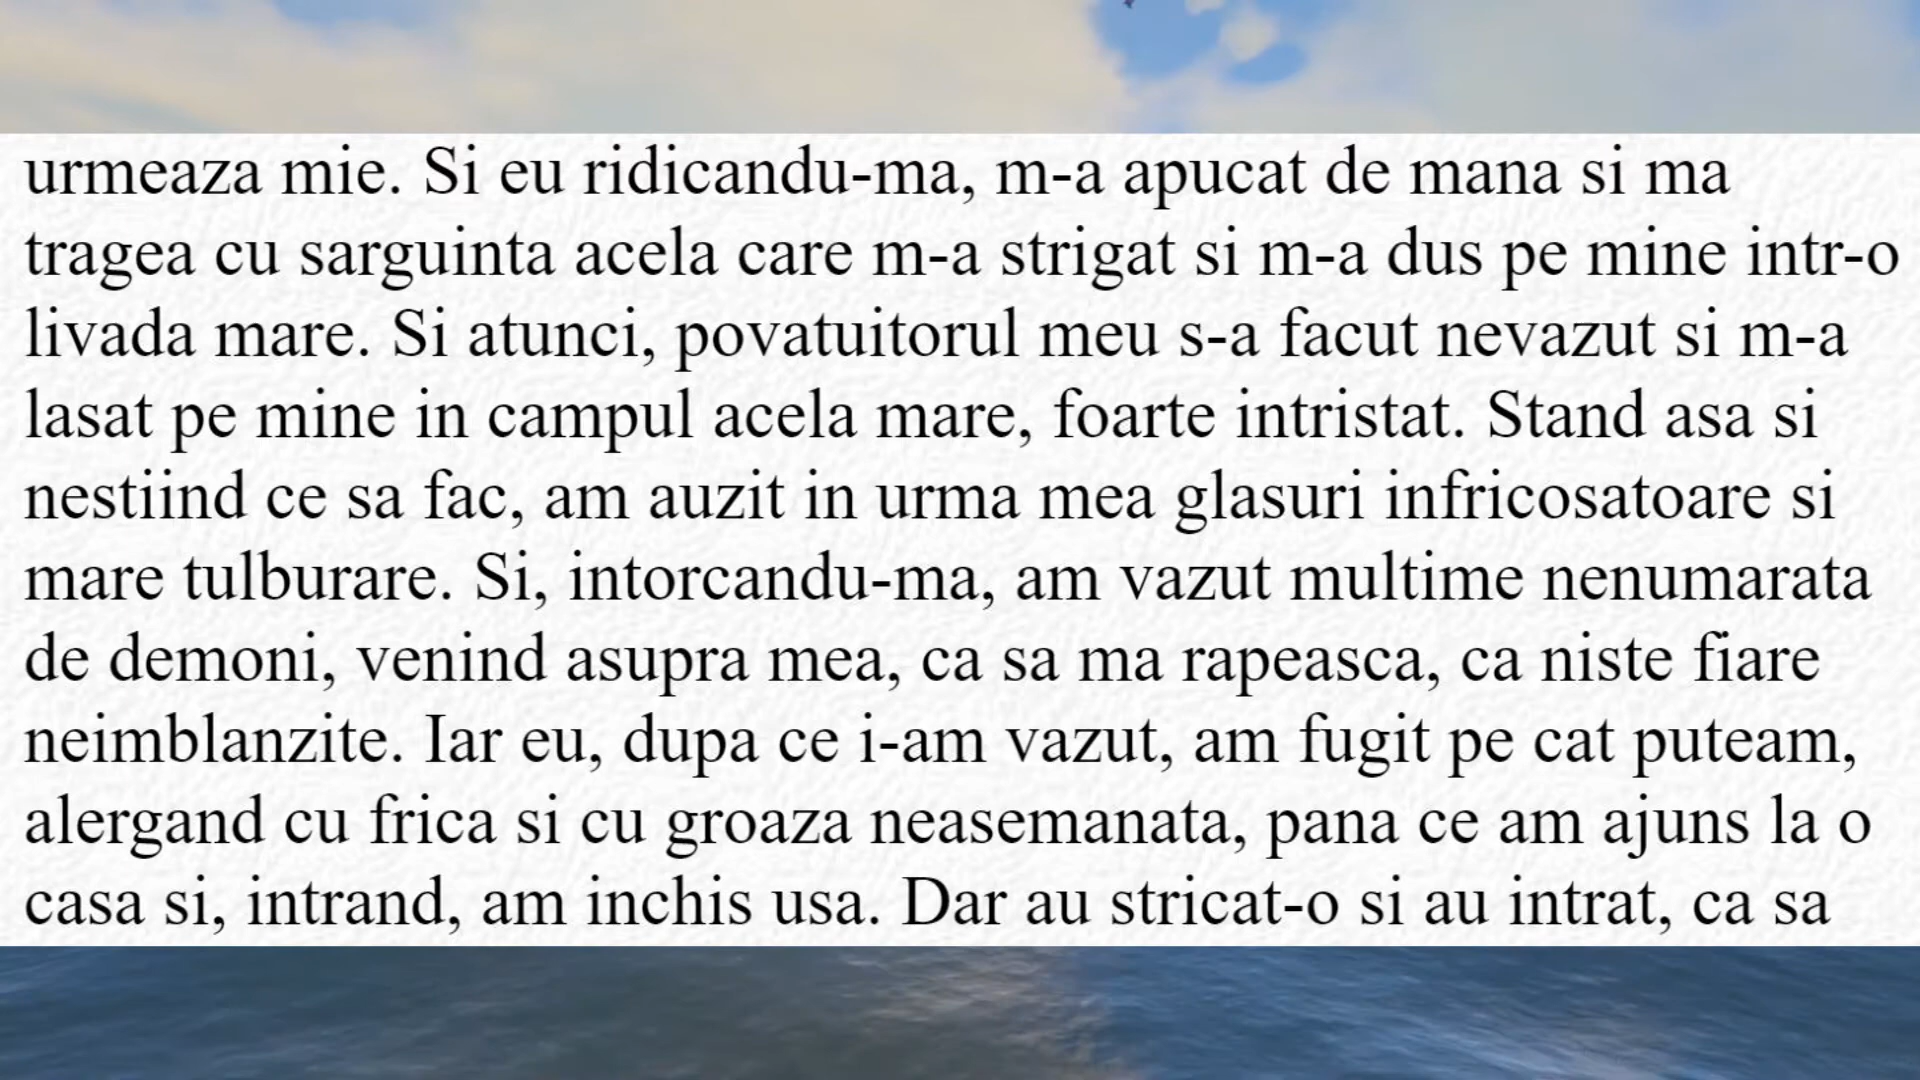 urmeaza mie. Si eu ridicandu-ma, m-a apucat de mana si ma
tragea cu sarguinta acela care m-a strigat si m-a dus pe mine intr-o
livada mare. Si atunci, povatuitorul meu s-a facut nevazut si m-a
lasat pe mine in campul acela mare, foarte intristat. Stand asa si
nestiind ce sa fac, am auzit in urma mea glasuri infricosatoare si
mare tulburare. Si, intorcandu-ma, am vazut multime nenumarata
de demoni, venind asupra mea, ca sa ma rapeasca, ca niste fiare
neimblanzite. Iar eu, dupa ce i-am vazut, am fugit pe cat puteam,
alergand cu frica si cu groaza neasemanata, pana ce am ajuns la o
casa si, intrand, am inchis usa. Dar au stricat-o si au intrat, ca sa